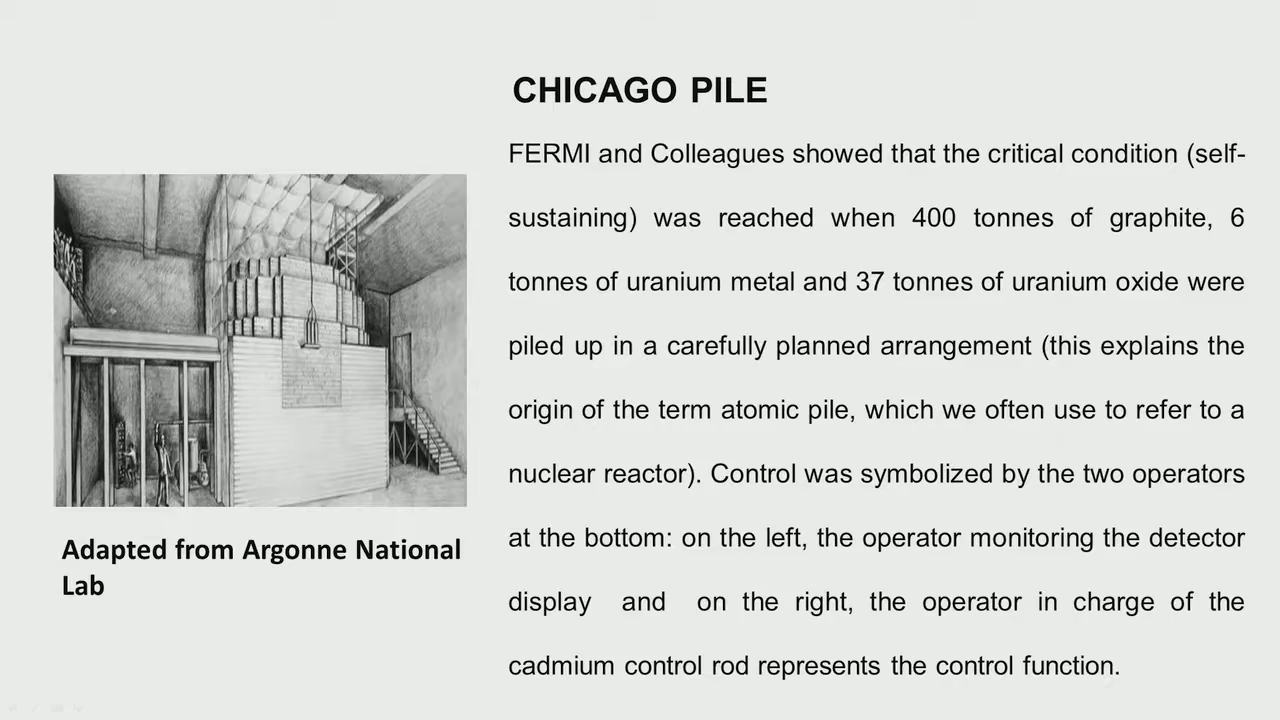 CHICAGO PILE
FERMI and Colleagues showed that the critical condition (self-
sustaining) was reached when 400 tonnes of graphite, 6
tonnes of uranium metal and 37 tonnes of uranium oxide were
piled up in a carefully planned arrangement (this explains the
origin of the term atomic pile, which we often use to refer to a
nuclear reactor). Control was symbolized by the two operators
at the bottom: on the left, the operator monitoring the detector
display and on the right, the operator in charge of the
cadmium control rod represents the control function.
Adapted from Argonne National
Lab